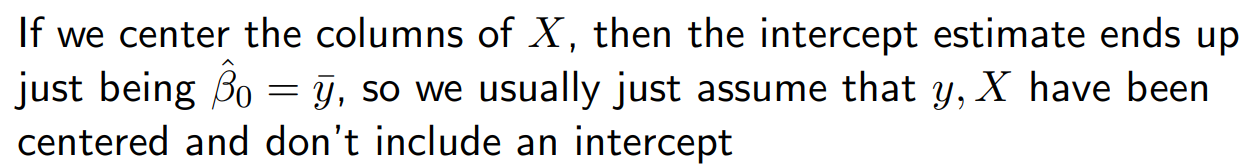 If we center the columns of X, then the intercept estimate ends up
just being β̂₀ = ȳ, so we usually just assume that y, X have been
centered and don't include an intercept